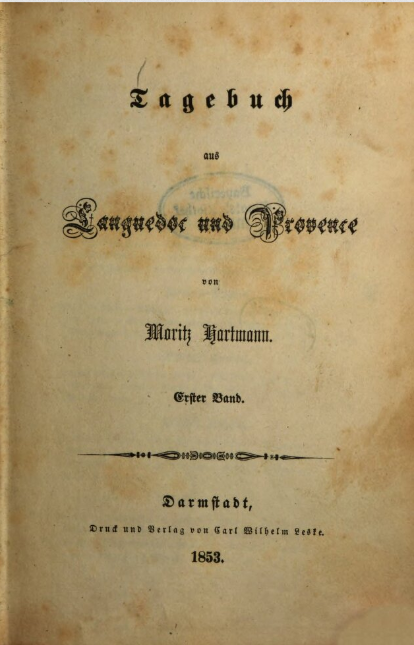 Tagebuch
aus
Languedoc und Provence
von
Moritz Hartmann.
Erster Band.
Darmstadt,
Druck und Verlag von Carl Wilhelm Leske.
1853.